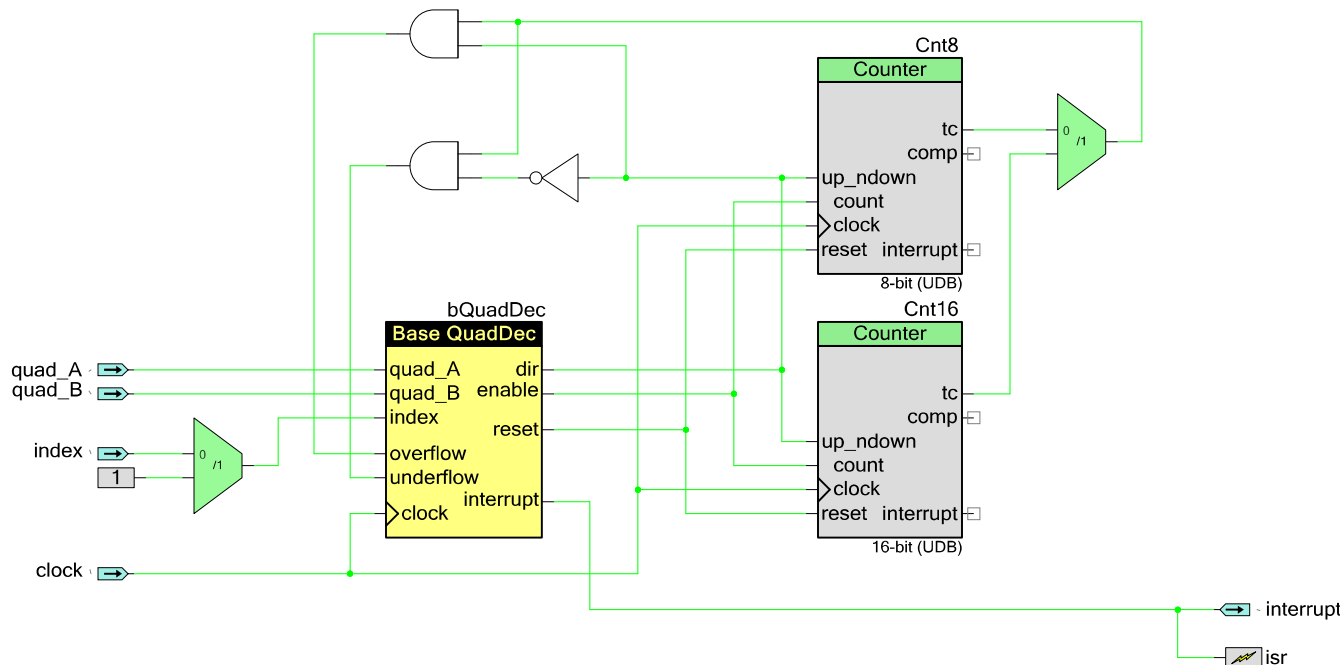 Cnt8
Counter
tc
comp
up_ndown
count
clock
reset interrupt
8-bit (UDB)
0
/1
bQuadDec
Base QuadDec
quad_A dir
quad_B enable
index
reset
overflow
underflow
interrupt
clock
Cnt16
Counter
tc
comp
up_ndown
count
clock
reset interrupt
16-bit (UDB)
quad_A
quad_B
index
0
/1
1
clock
interrupt
isr